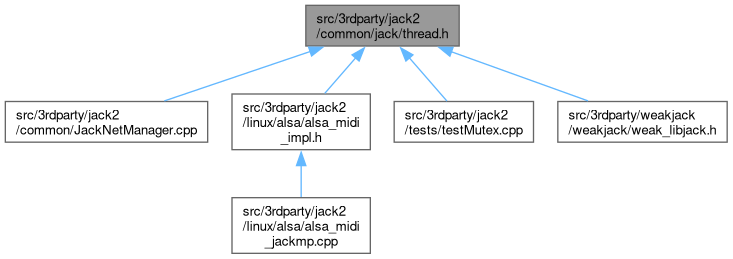 src/3rdparty/jack2
/common/jack/thread.h
src/3rdparty/jack2
/common/JackNetManager.cpp
src/3rdparty/jack2
/linux/alsa/alsa_midi
_impl.h
src/3rdparty/jack2
/tests/testMutex.cpp
src/3rdparty/weakjack
/weakjack/weak_libjack.h
src/3rdparty/jack2
/linux/alsa/alsa_midi
_jackmp.cpp